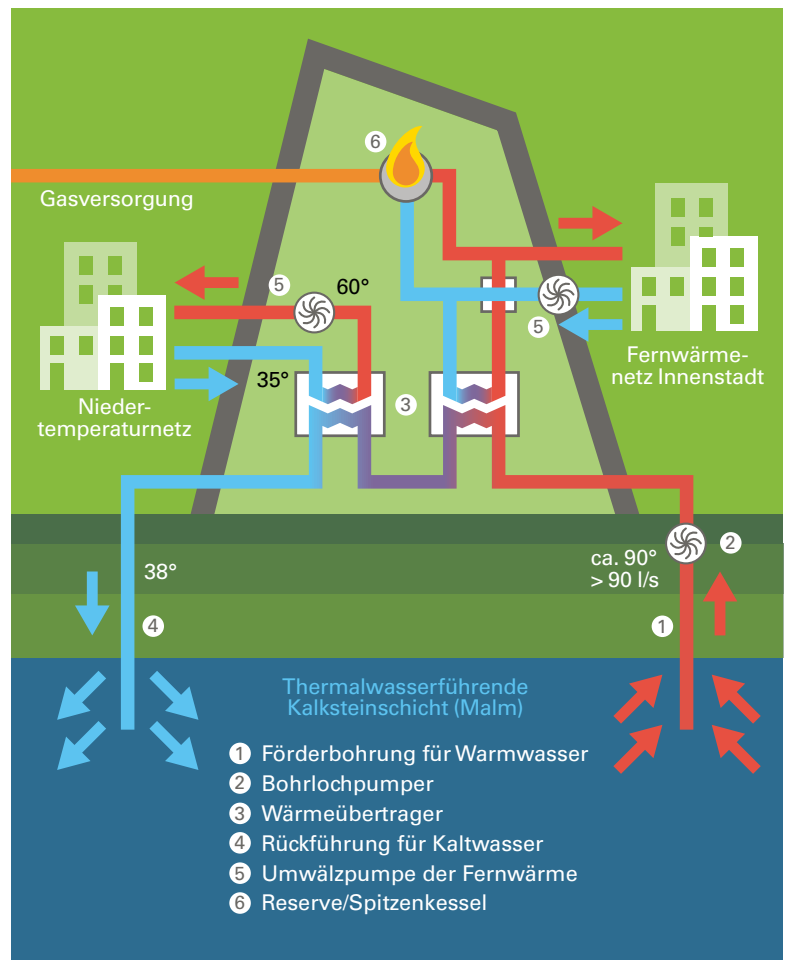 6
Gasversorgung
5
60°
5
35°
3
Nieder-
temperaturnetz
Fernwärme-
netz Innenstadt
2
ca. 90°
> 90 l/s
38°
4
1
Thermalwasserführende
Kalksteinschicht (Malm)
1 Förderbohrung für Warmwasser
2 Bohrlochpumper
3 Wärmeübertrager
4 Rückführung für Kaltwasser
5 Umwälzpumpe der Fernwärme
6 Reserve/Spitzenkessel